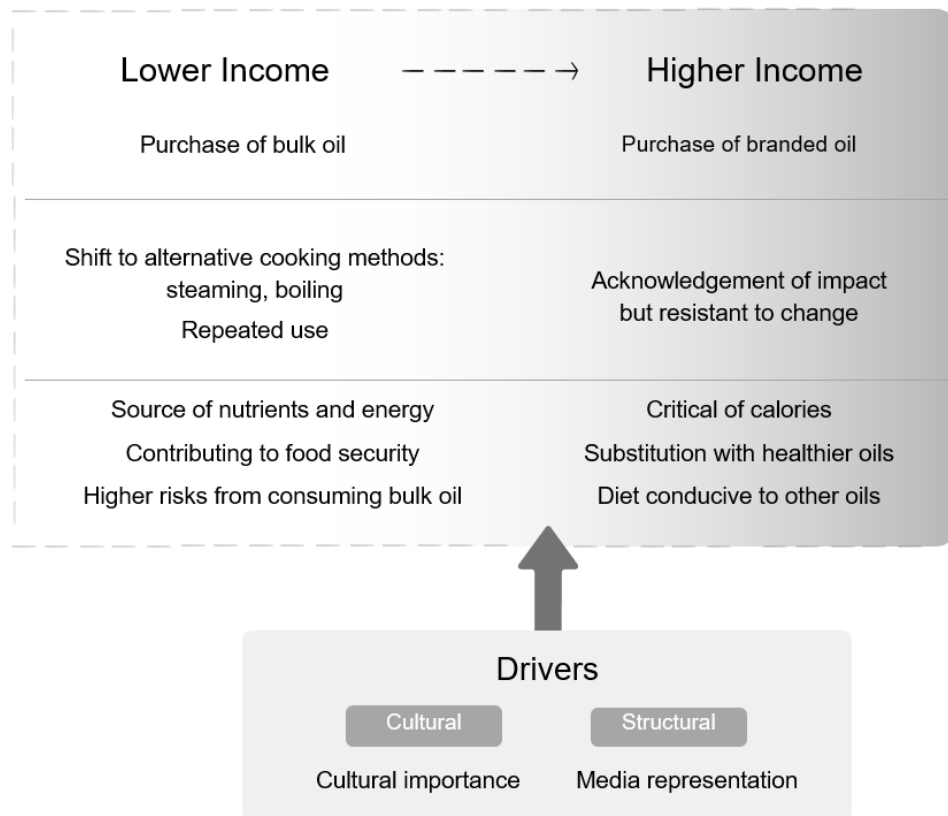 Lower Income
Higher Income
Purchase of bulk oil
Purchase of branded oil
Shift to alternative cooking methods:
steaming, boiling
Repeated use
Acknowledgement of impact
but resistant to change
Source of nutrients and energy
Critical of calories
Contributing to food security
Substitution with healthier oils
Higher risks from consuming bulk oil
Diet conducive to other oils
Drivers
Cultural
Structural
Cultural importance
Media representation